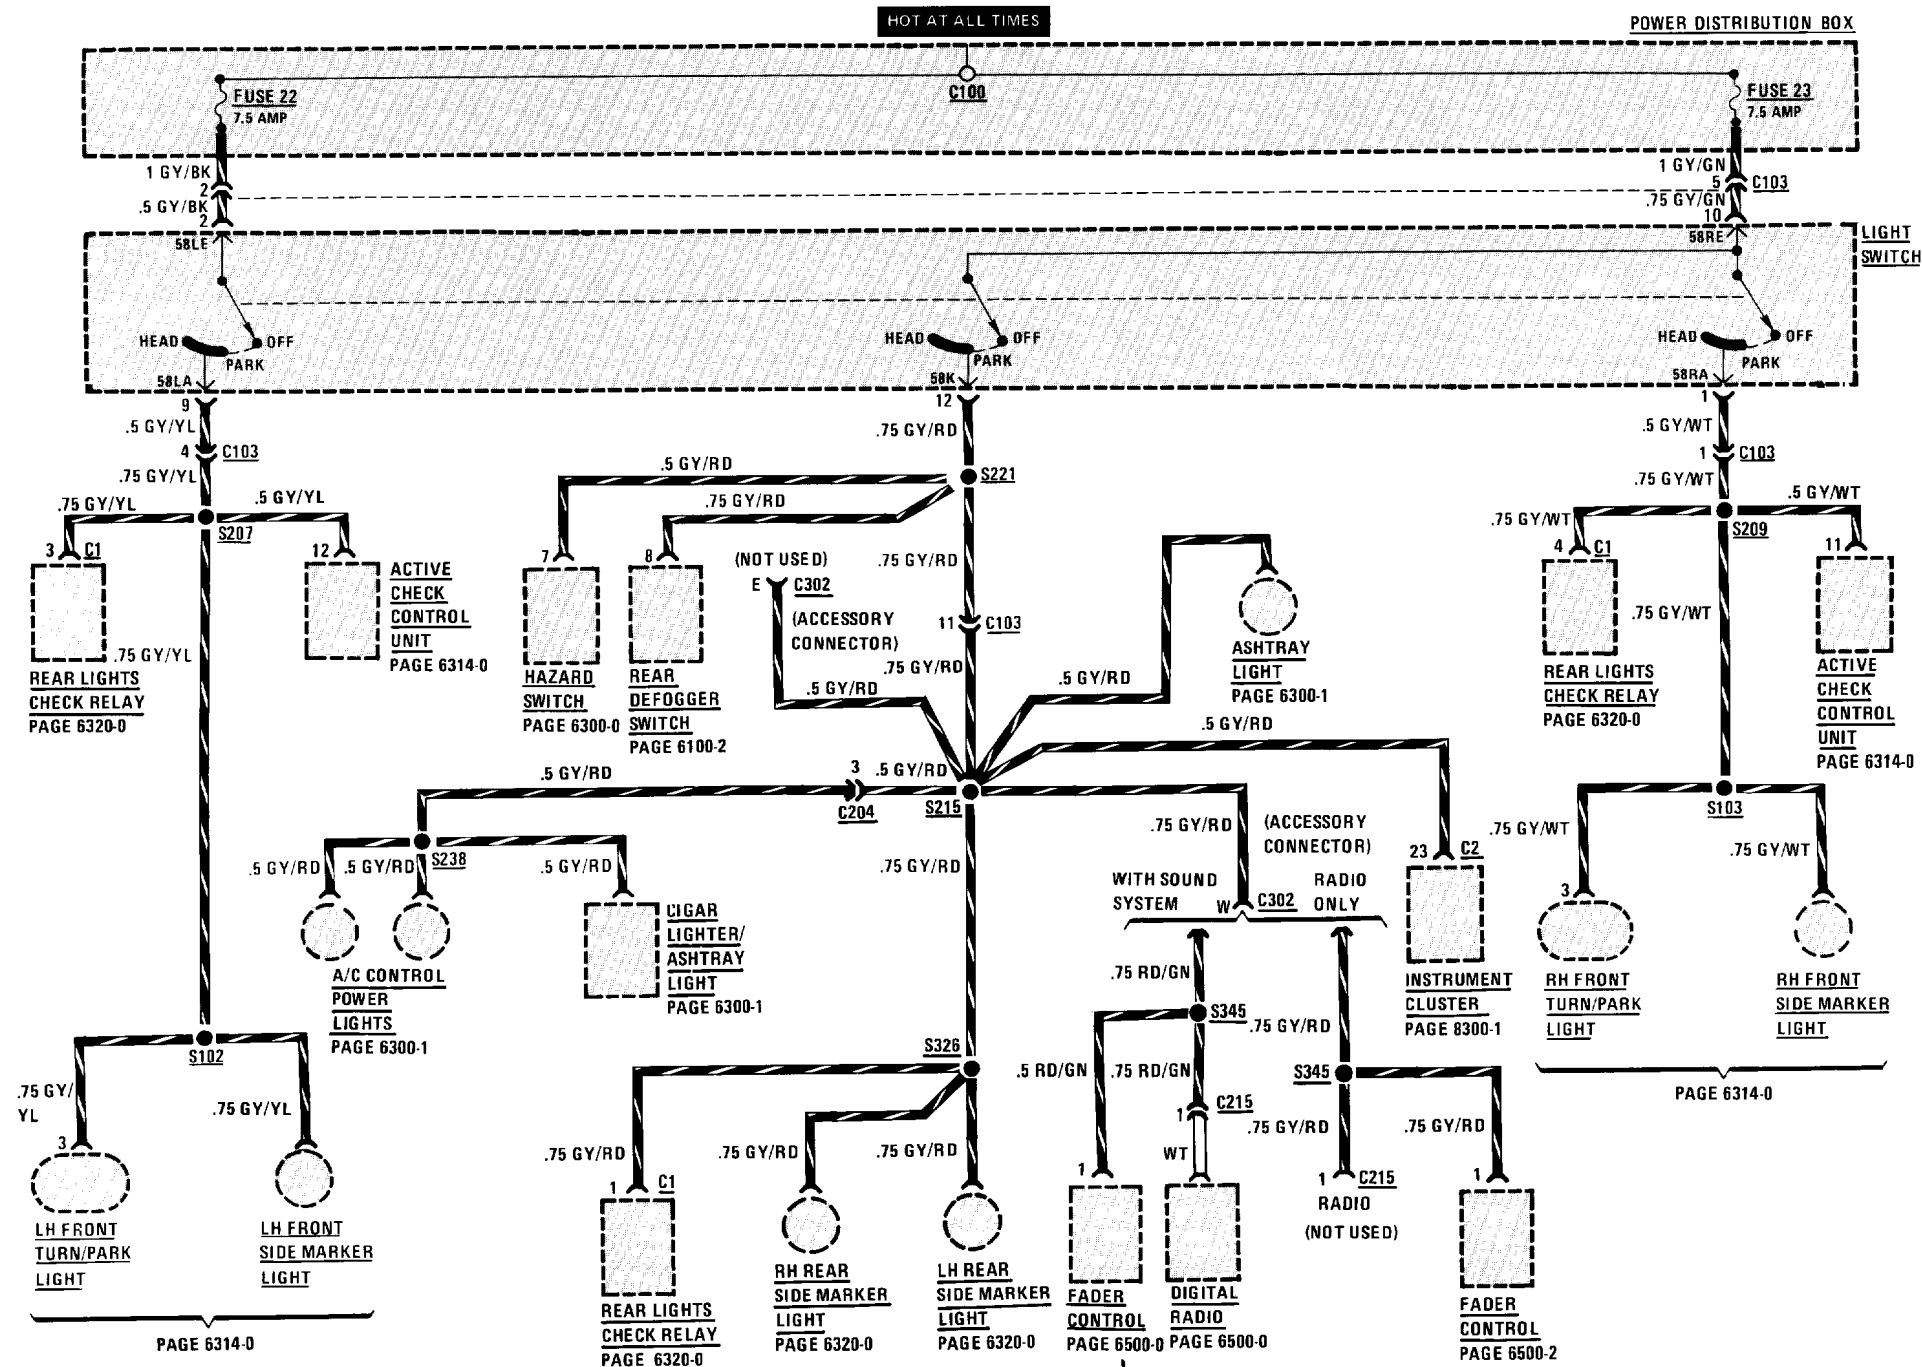 HOT AT ALL TIMES
POWER DISTRIBUTION BOX
FUSE 22
7.5 AMP
C100
FUSE 23
7.5 AMP
1 GY/BK
2
.5 GY/BK
2
1 GY/GN
5
C103
.75 GY/GN
10
58LE
58RE
LIGHT
SWITCH
HEAD
OFF
PARK
58LA
HEAD
OFF
PARK
58K
HEAD
OFF
PARK
58RA
9
.5 GY/YL
4
C103
.75 GY/YL
12
.75 GY/RD
1
.5 GY/WT
1
C103
.75 GY/WT
.75 GY/YL
.5 GY/YL
S207
3
C1
12
REAR LIGHTS
CHECK RELAY
PAGE 6320-0
.75 GY/YL
ACTIVE
CHECK
CONTROL
UNIT
PAGE 6314-0
.5 GY/RD
S221
.75 GY/RD
7
8
HAZARD
SWITCH
PAGE 6300-0
REAR
DEFOGGER
SWITCH
PAGE 6100-2
(NOT USED)
E
C302
(ACCESSORY
CONNECTOR)
.5 GY/RD
.75 GY/RD
11
C103
.75 GY/RD
.5 GY/RD
ASHTRAY
LIGHT
PAGE 6300-1
.5 GY/RD
.75 GY/WT
.5 GY/WT
S209
4
C1
11
.75 GY/WT
REAR LIGHTS
CHECK RELAY
PAGE 6320-0
ACTIVE
CHECK
CONTROL
UNIT
PAGE 6314-0
.5 GY/RD
3
C204
.5 GY/RD
S215
.5 GY/RD
.5 GY/RD
S238
.5 GY/RD
A/C CONTROL
POWER
LIGHTS
PAGE 6300-1
CIGAR
LIGHTER/
ASHTRAY
LIGHT
PAGE 6300-1
.75 GY/RD
.75 GY/RD
(ACCESSORY
CONNECTOR)
WITH SOUND
SYSTEM
W
C302
RADIO
ONLY
23
C2
INSTRUMENT
CLUSTER
PAGE 8300-1
S103
.75 GY/WT
.75 GY/WT
3
RH FRONT
TURN/PARK
LIGHT
RH FRONT
SIDE MARKER
LIGHT
PAGE 6314-0
S102
.75 GY/
YL
.75 GY/YL
3
LH FRONT
TURN/PARK
LIGHT
LH FRONT
SIDE MARKER
LIGHT
PAGE 6314-0
S326
.75 GY/RD
.75 GY/RD
.75 GY/RD
1
C1
REAR LIGHTS
CHECK RELAY
PAGE 6320-0
RH REAR
SIDE MARKER
LIGHT
PAGE 6320-0
LH REAR
SIDE MARKER
LIGHT
PAGE 6320-0
.75 RD/GN
S345
.5 RD/GN
.75 RD/GN
1
C215
WT
1
FADER
CONTROL
PAGE 6500-0
DIGITAL
RADIO
PAGE 6500-0
.75 GY/RD
S345
.75 GY/RD
.75 GY/RD
1
C215
RADIO
(NOT USED)
1
FADER
CONTROL
PAGE 6500-2